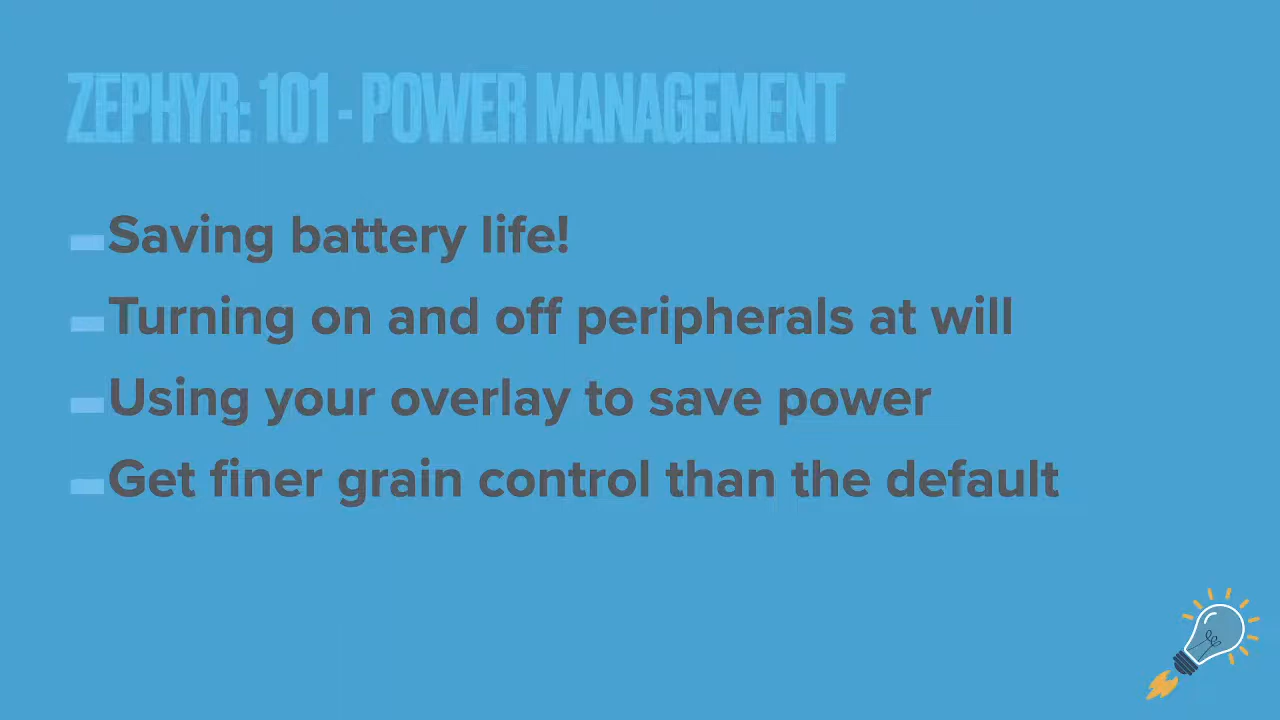 ZEPHYR: 101 - POWER MANAGEMENT
Saving battery life!
Turning on and off peripherals at will
Using your overlay to save power
Get finer grain control than the default